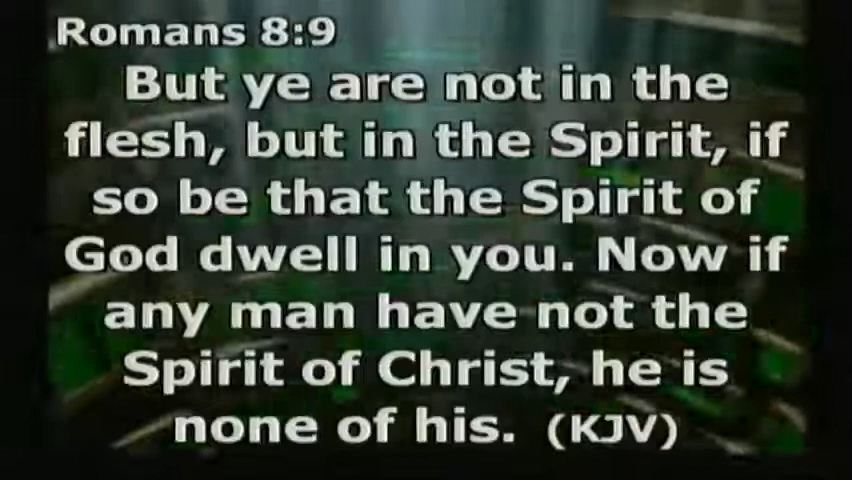 Romans 8:9
But ye are not in the
flesh, but in the Spirit, if
so be that the Spirit of
God dwell in you. Now if
any man have not the
Spirit of Christ, he is
none of his. (KJV)